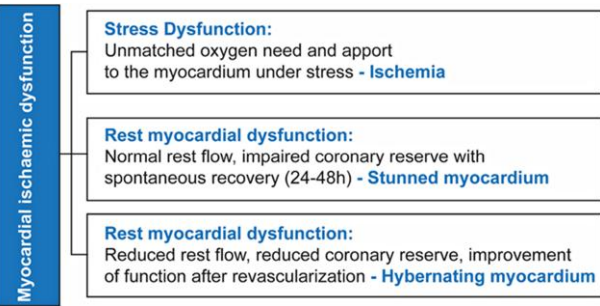 Myocardial ischaemic dysfunction
Stress Dysfunction:
Unmatched oxygen need and apport
to the myocardium under stress - Ischemia
Rest myocardial dysfunction:
Normal rest flow, impaired coronary reserve with
spontaneous recovery (24-48h) - Stunned myocardium
Rest myocardial dysfunction:
Reduced rest flow, reduced coronary reserve, improvement
of function after revascularization - Hybernating myocardium